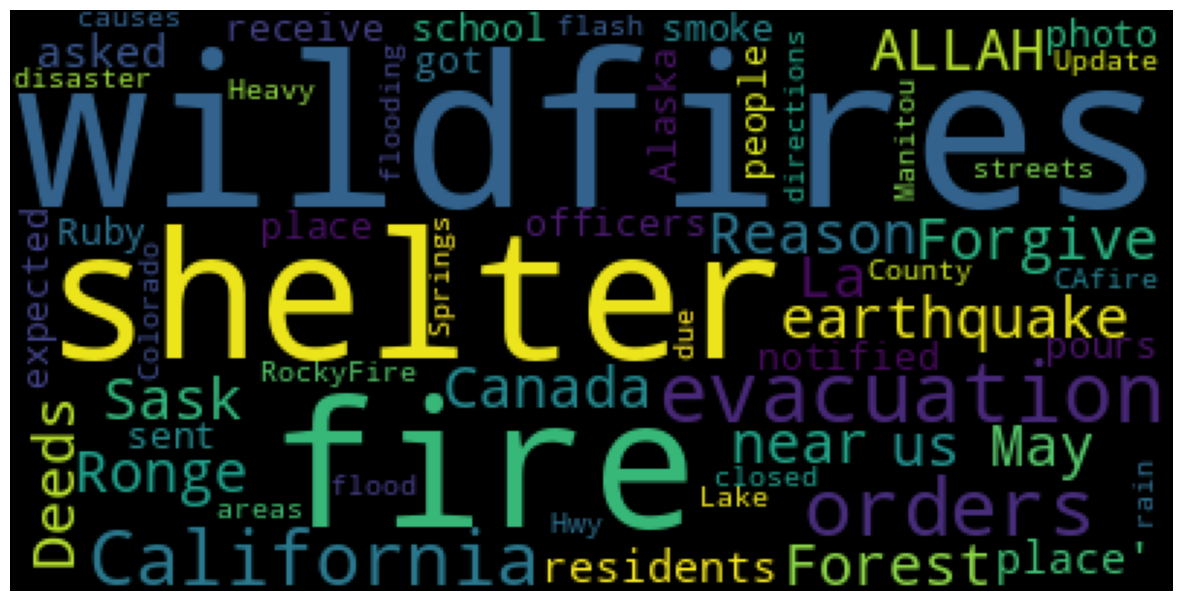 causes
receive
school
flash
smoke
ALLAH
photo
asked
got
directions
Update
disaster
Heavy
flooding
Alaska
people
Manitou
streets
wildfires
expected
Ruby
place
officers
Reason
Forgive
Colorado
shelter
Springs
La
County
CAfire
due
earthquake
notified
pours
RockyFire
Canada
evacuation
Sask
Deeds
sent
fire
near
us
May
Ronge
flood
closed
areas
Lake
orders
rain
Hwy
California
residents
Forest
place'